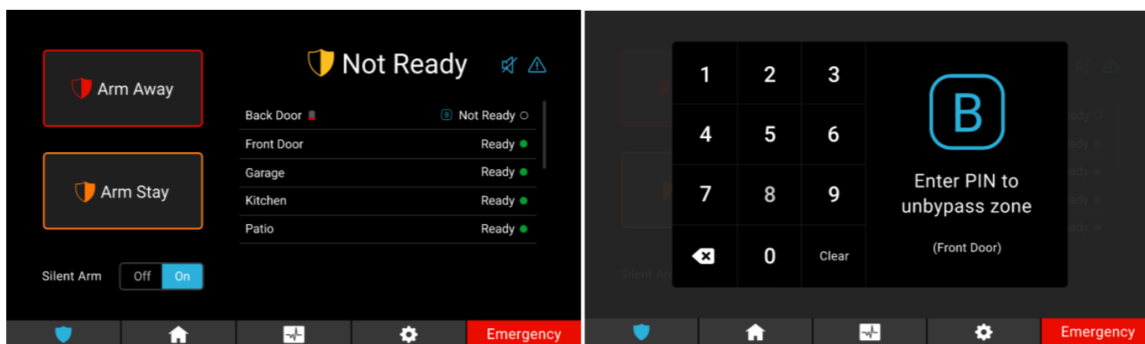 Not Ready
Arm Away
Back Door B Not Ready
Front Door Ready
Garage Ready
Kitchen Ready
Patio Ready
Arm Stay
Silent Arm Off On
Emergency
1 2 3
4 5 6
7 8 9
0 Clear
B
Enter PIN to
unbypass zone
(Front Door)
Silent Arm
Emergency